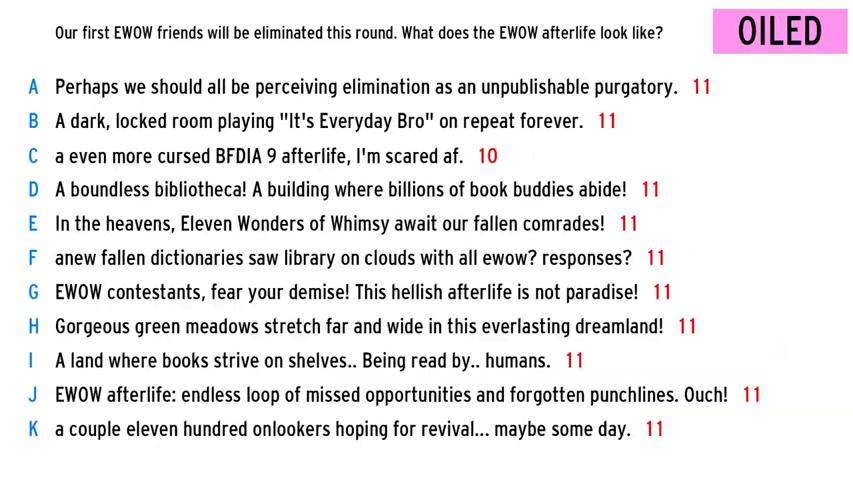 Our first EWOW friends will be eliminated this round. What does the EWOW afterlife look like?
OILED
A Perhaps we should all be perceiving elimination as an unpublishable purgatory. 11
B A dark, locked room playing "It's Everyday Bro" on repeat forever. 11
C a even more cursed BFDIA 9 afterlife, I'm scared af. 10
D A boundless bibliotheca! A building where billions of book buddies abide! 11
E In the heavens, Eleven Wonders of Whimsy await our fallen comrades! 11
F anew fallen dictionaries saw library on clouds with all ewow? responses? 11
G EWOW contestants, fear your demise! This hellish afterlife is not paradise! 11
H Gorgeous green meadows stretch far and wide in this everlasting dreamland! 11
I A land where books strive on shelves.. Being read by.. humans. 11
J EWOW afterlife: endless loop of missed opportunities and forgotten punchlines. Ouch! 11
K a couple eleven hundred onlookers hoping for revival... maybe some day. 11